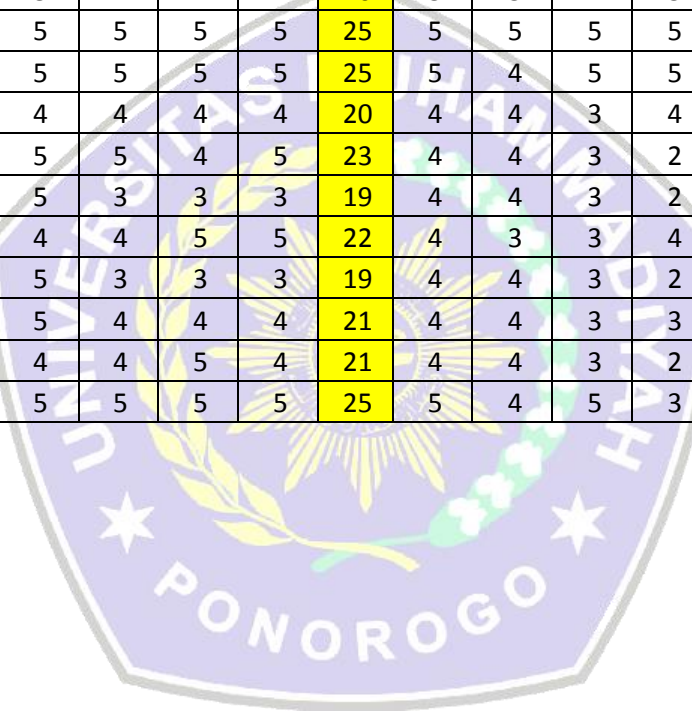 5 5 5 5 25 5 5 5 5
5 5 5 5 25 5 4 5 5
4 4 4 4 20 4 4 3 4
5 5 4 5 23 4 4 3 2
5 3 3 3 19 4 4 3 2
4 4 5 5 22 4 3 3 4
5 3 3 3 19 4 4 3 2
5 4 4 4 21 4 4 3 3
4 4 5 4 21 4 4 3 2
5 5 5 5 25 5 4 5 3
UNIVERSITAS MUHAMMADIYAH
PONOROGO